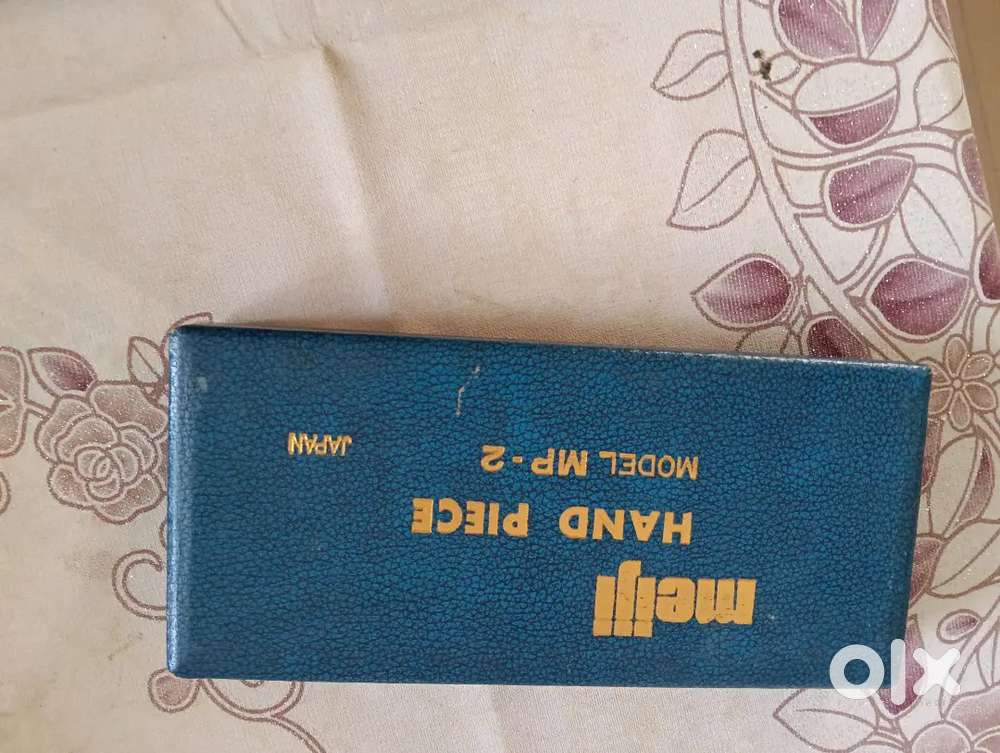 meiji
HAND PIECE
MODEL MP-2
JAPAN
olx